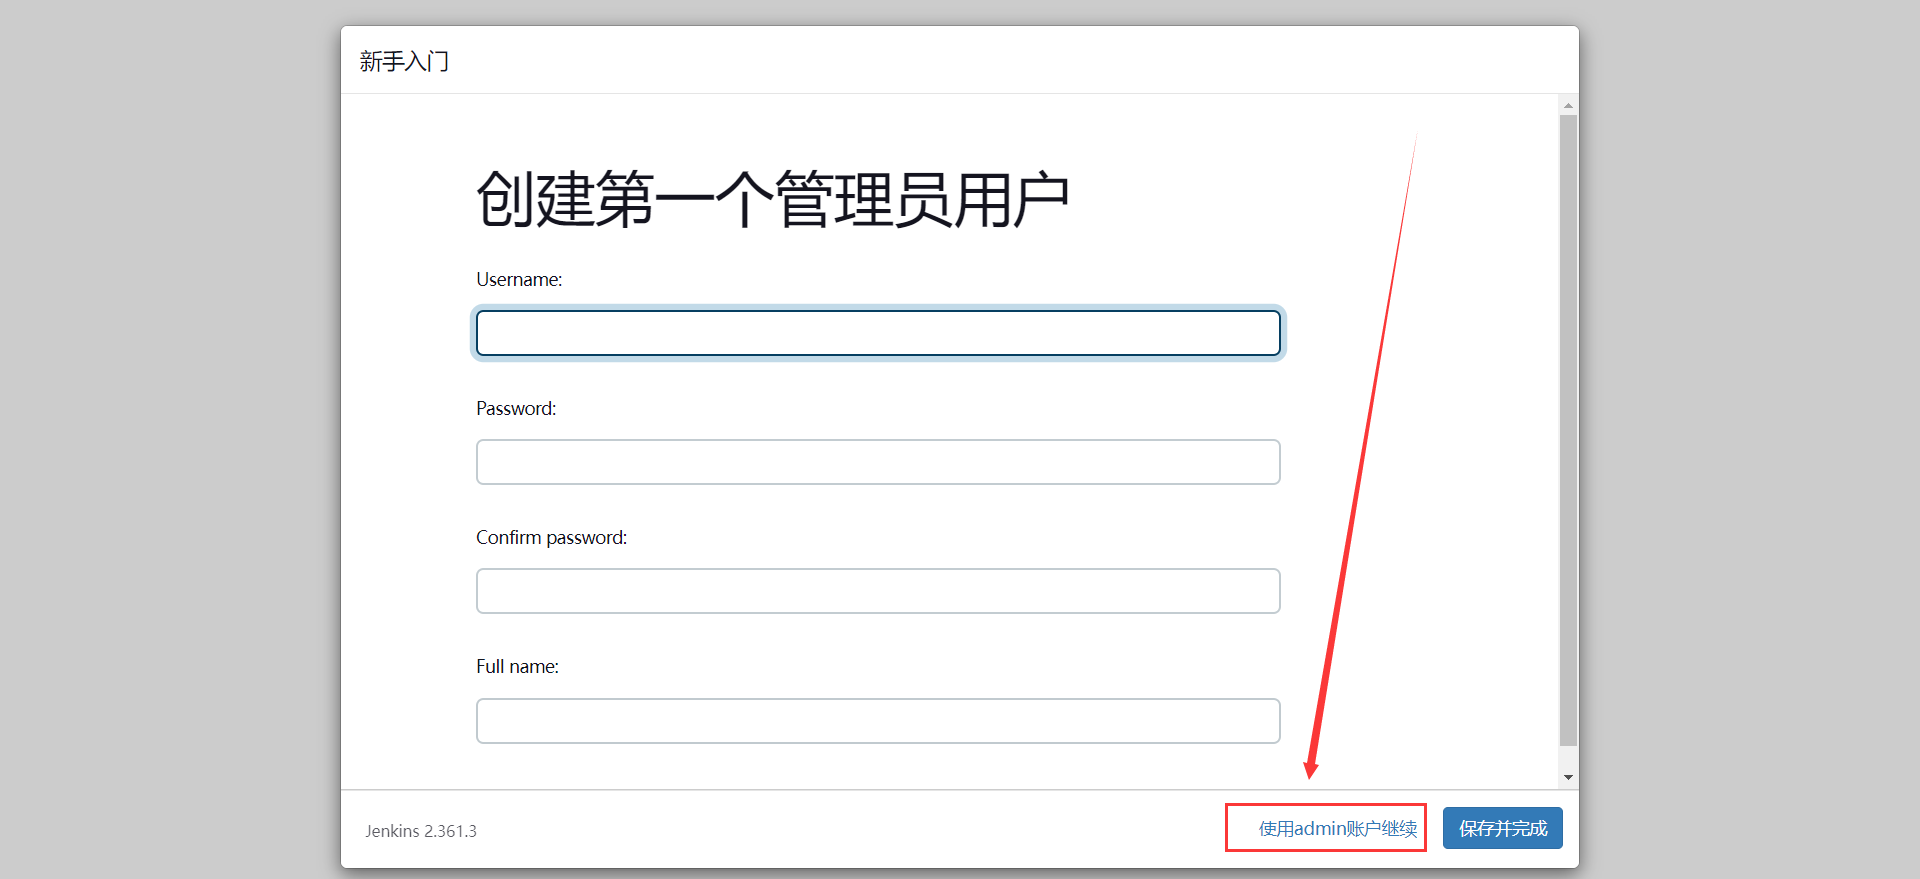 新手入门
创建第一个管理员用户
Username:
Password:
Confirm password:
Full name:
Jenkins 2.361.3
使用admin账户继续
保存并完成